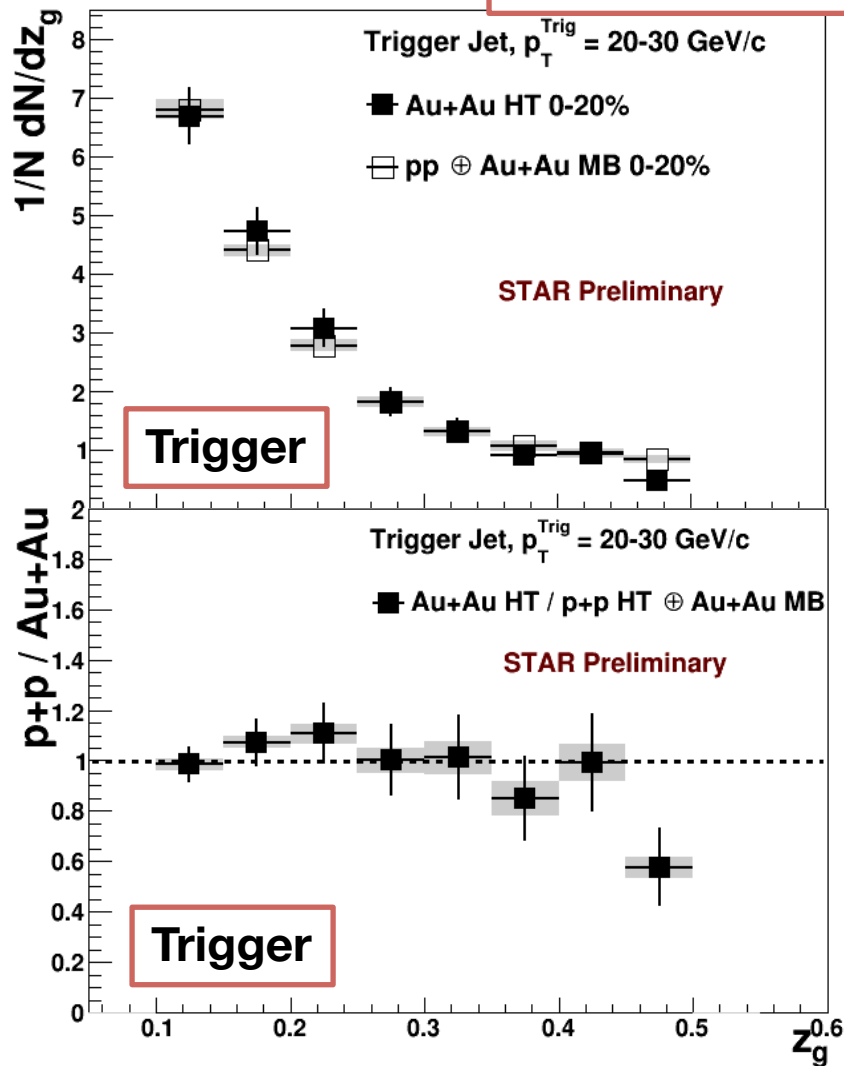 1/N dN/dz_g
8
7
6
5
4
3
2
1
Trigger Jet, p_T^Trig = 20-30 GeV/c
Au+Au HT 0-20%
pp ⊕ Au+Au MB 0-20%
STAR Preliminary
Trigger
p+p / Au+Au
2
1.8
1.6
1.4
1.2
1
0.8
0.6
0.4
0.2
0
Trigger Jet, p_T^Trig = 20-30 GeV/c
Au+Au HT / p+p HT ⊕ Au+Au MB
STAR Preliminary
Trigger
0.1 0.2 0.3 0.4 0.5 0.6
z_g